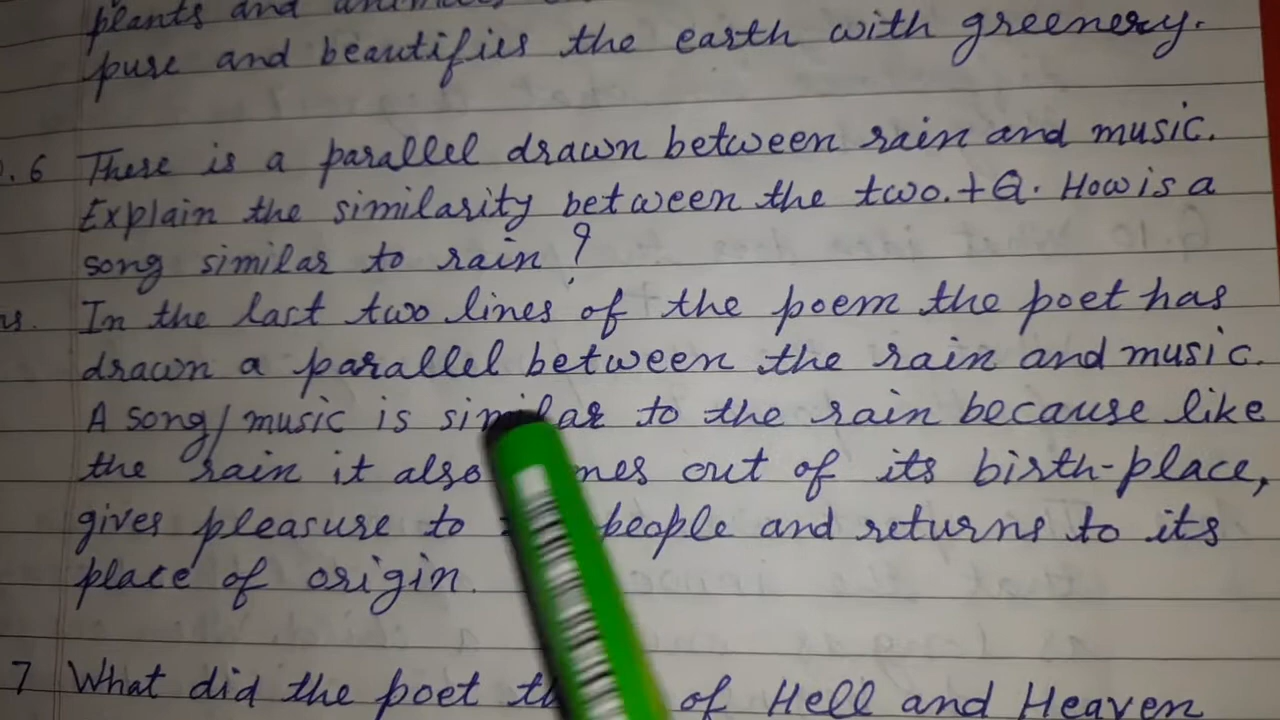 plants and
pure and beautifies the earth with greenery.
.6 There is a parallel drawn between rain and music.
Explain the similarity between the two. + Q. How is a
song similar to rain?
In the last two lines of the poem the poet has
drawn a parallel between the rain and music.
A song/music is similar to the rain because like
the rain it also out of its birth-place,
gives pleasure to people and returns to its
place of origin.
7 What did the poet of Hell and Heaven